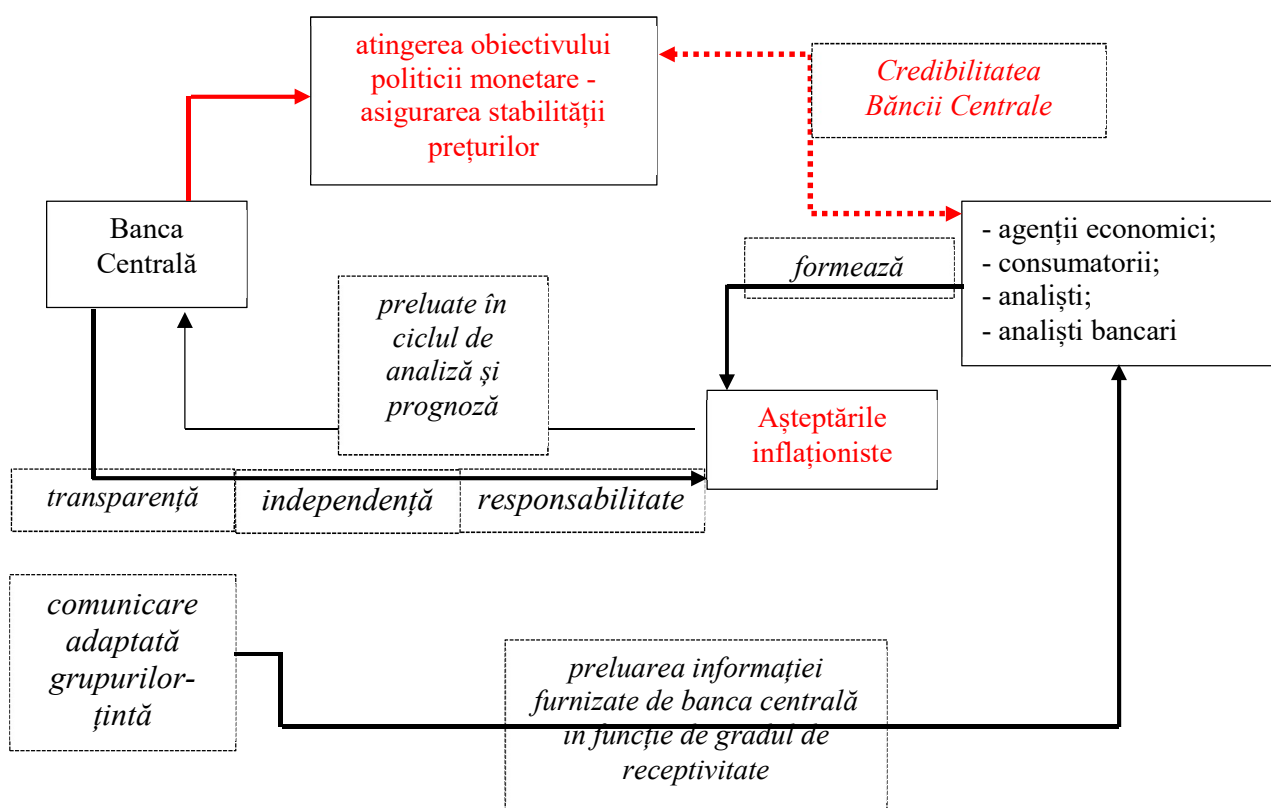 atingerea obiectivului
politicii monetare -
asigurarea stabilității
prețurilor
Credibilitatea
Băncii Centrale
Banca
Centrală
- agenții economici;
- consumatorii;
- analiști;
- analiști bancari
formează
preluate în
ciclul de
analiză și
prognoză
Așteptările
inflaționiste
transparență
independență
responsabilitate
comunicare
adaptată
grupurilor-
țintă
preluarea informației
furnizate de banca centrală
în funcție de gradul de
receptivitate